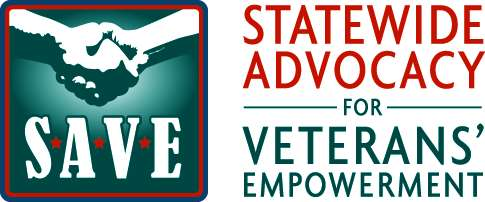 S★A★V★E
STATEWIDE
ADVOCACY
FOR
VETERANS'
EMPOWERMENT